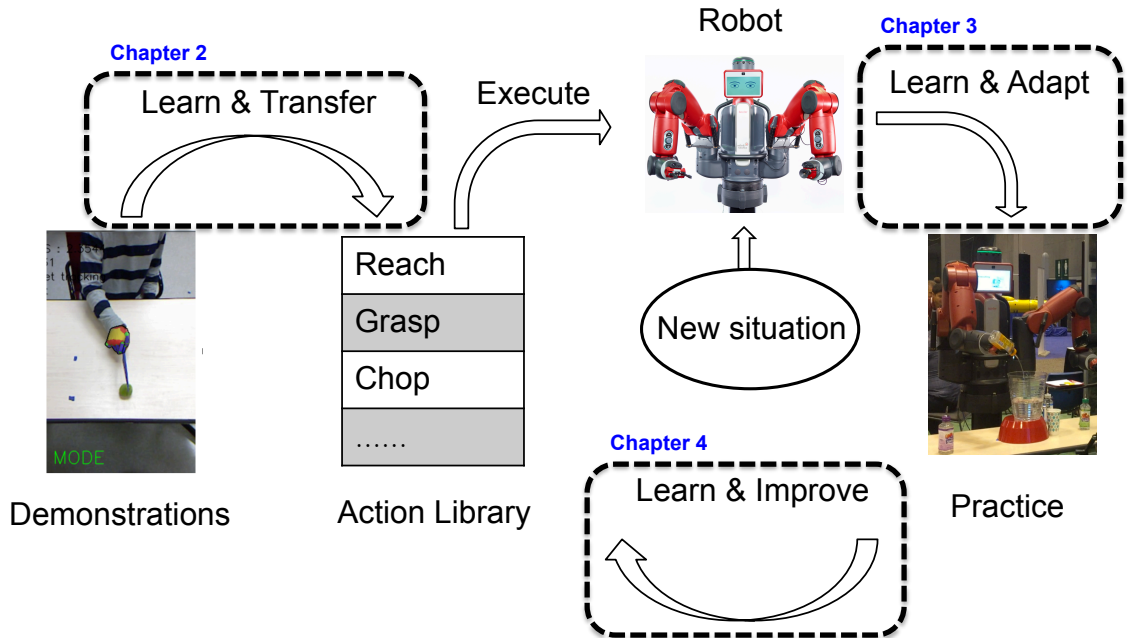 Robot
Chapter 2
Chapter 3
Learn & Transfer
Execute
Learn & Adapt
Reach
Grasp
Chop
......
New situation
MODE
Chapter 4
Learn & Improve
Demonstrations
Action Library
Practice